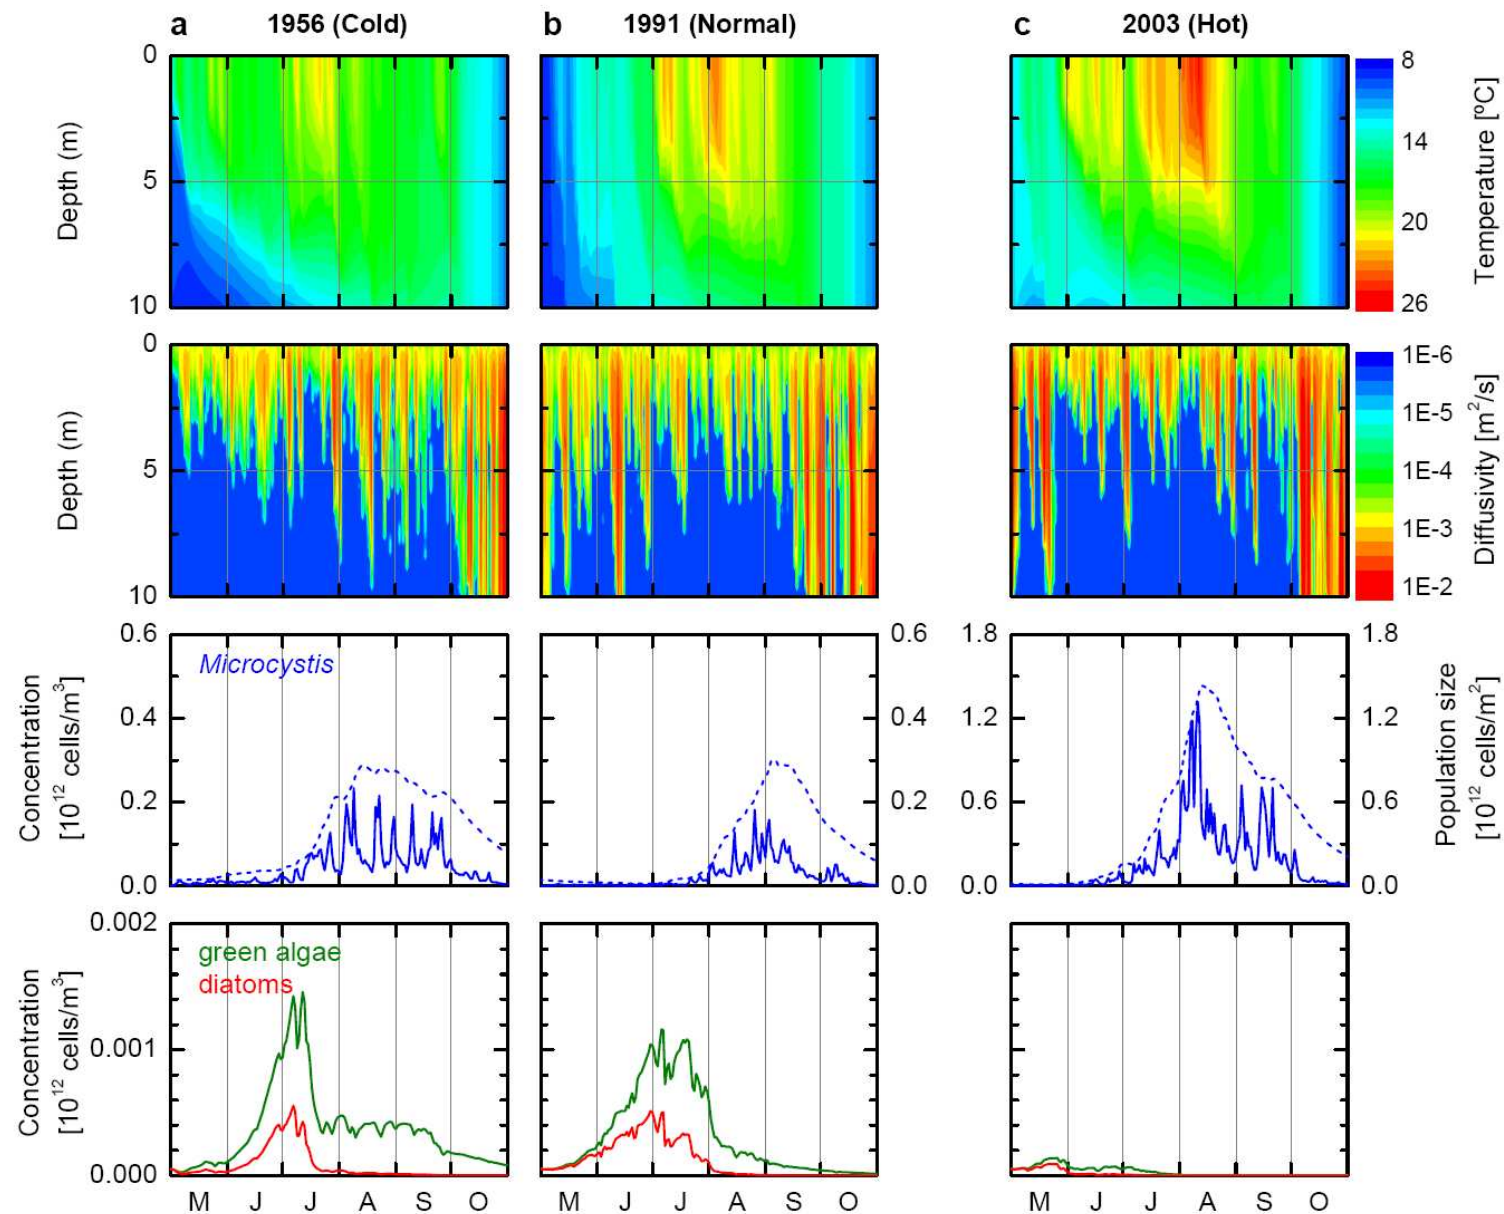 a 1956 (Cold) b 1991 (Normal) c 2003 (Hot)
0 8
Depth (m) 5 14 Temperature [ºC]
20
10 26
0 1E-6
1E-5
Depth (m) 5 1E-4 Diffusivity [m²/s]
1E-3
10 1E-2
0.6 0.6 1.8 1.8
Microcystis
Concentration
[10¹² cells/m³]
0.4 0.4 1.2 1.2
Population size
[10¹² cells/m²]
0.2 0.2 0.6 0.6
0.0 0.0 0.0 0.0
0.002
green algae
diatoms
Concentration
[10¹² cells/m³]
0.001
0.000
M J J A S O M J J A S O M J J A S O